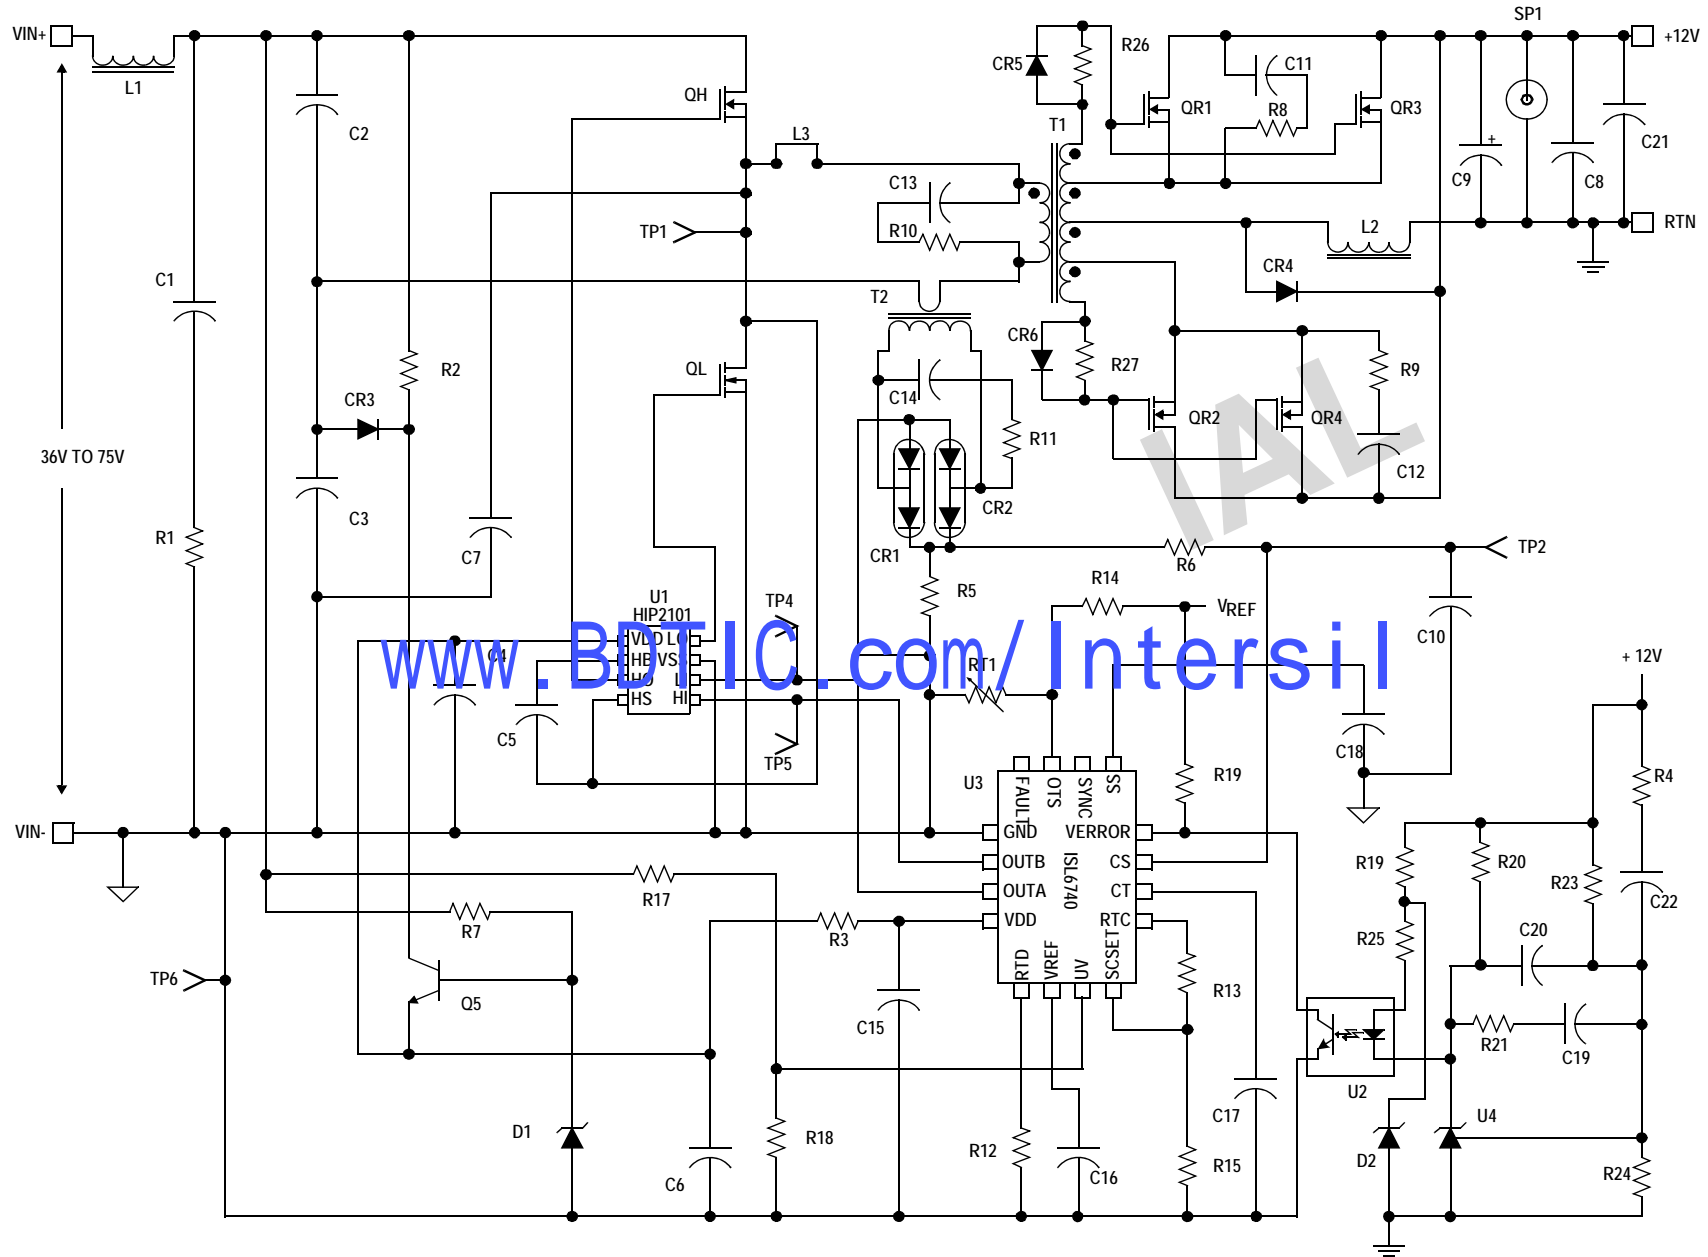 SP1
VIN+
+12V
R26
CR5
C11
L1
QH
QR1
R8
QR3
C2
T1
L3
C21
C13
C9
C8
TP1
R10
L2
RTN
C1
CR4
T2
CR6
R2
QL
R27
R9
CR3
C14
QR2
QR4
IAL
R11
36V TO 75V
C12
C3
CR2
R1
C7
CR1
R6
TP2
R14
R5
U1
TP4
VREF
HIP2101
C10
VDD LO
C4
www.BDTIC.com/Intersil
+ 12V
HB VSS
RT1
HO LI
HS HI
C5
C18
TP5
U3
FAULT
OTS
SYNC
SS
R19
R4
VIN-
GND
VERROR
OUTB
CS
R19
R20
R23
OUTA
ISL6740
CT
C22
R17
VDD
RTC
R7
R3
RTD
VREF
UV
SCSET
R25
C20
TP6
Q5
R13
C15
R21
C19
U2
C17
D1
U4
R18
R12
R15
D2
C6
C16
R24